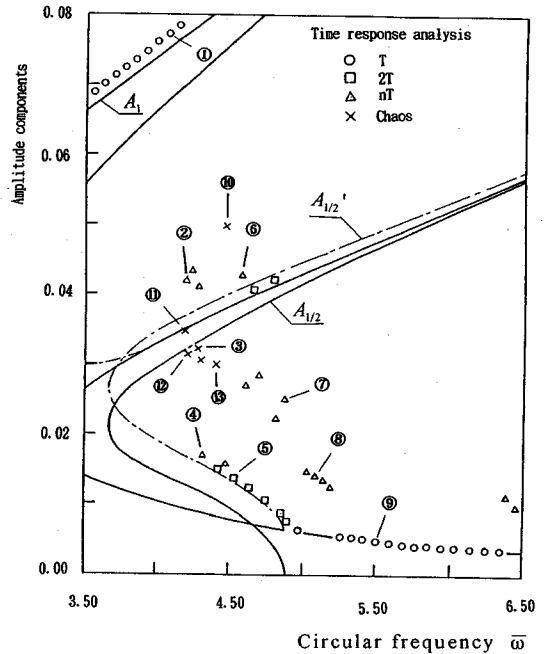 0.08
0.06
0.04
0.02
0.00
Amplitude components
Time response analysis
T
2T
nT
Chaos
①
A₁
⑩
②
⑥
A₁/₂'
⑪
A₁/₂
③
⑫
⑬
⑦
④
⑤
⑧
⑨
3.50
4.50
5.50
6.50
Circular frequency ω̅